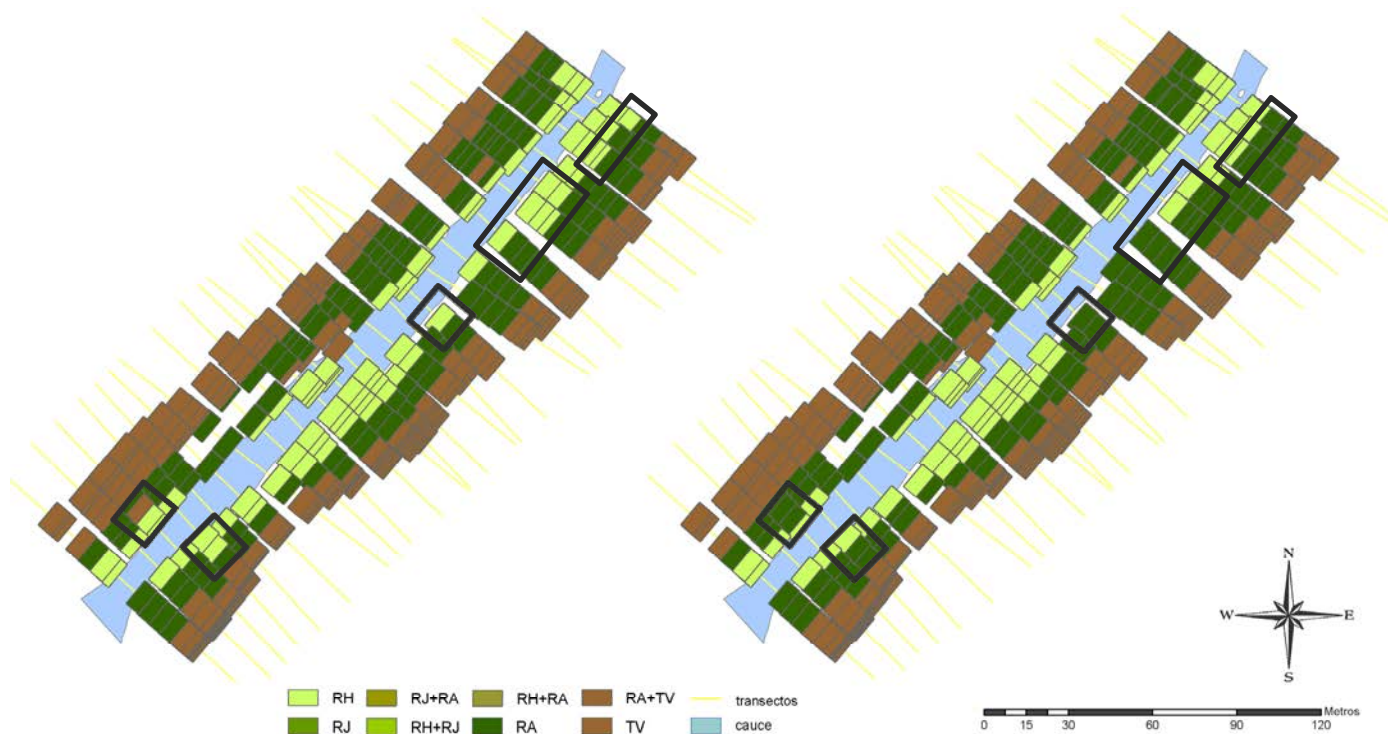 N
W E
S
RH RJ+RA RH+RA RA+TV transectos
RJ RH+RJ RA TV cauce
Metros
0 15 30 60 90 120